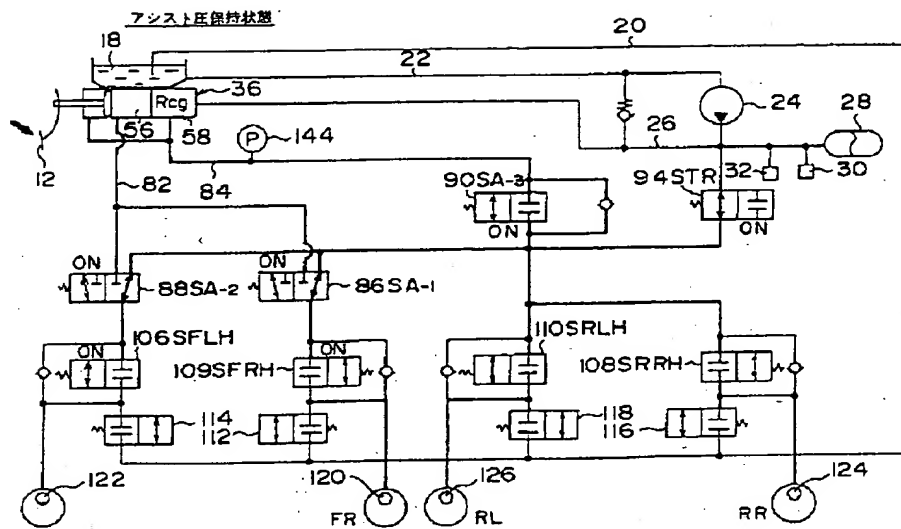 アシスト圧保持状態
18
20
22
Rcg
36
24
28
56
58
26
144
12
84
32
30
82
90SA-3
94STR
ON
ON
ON
ON
88SA-2
86SA-1
106SFLH
110SRLH
ON
ON
109SFRH
108SRRH
114
112
118
116
122
120
126
124
FR
RL
RR